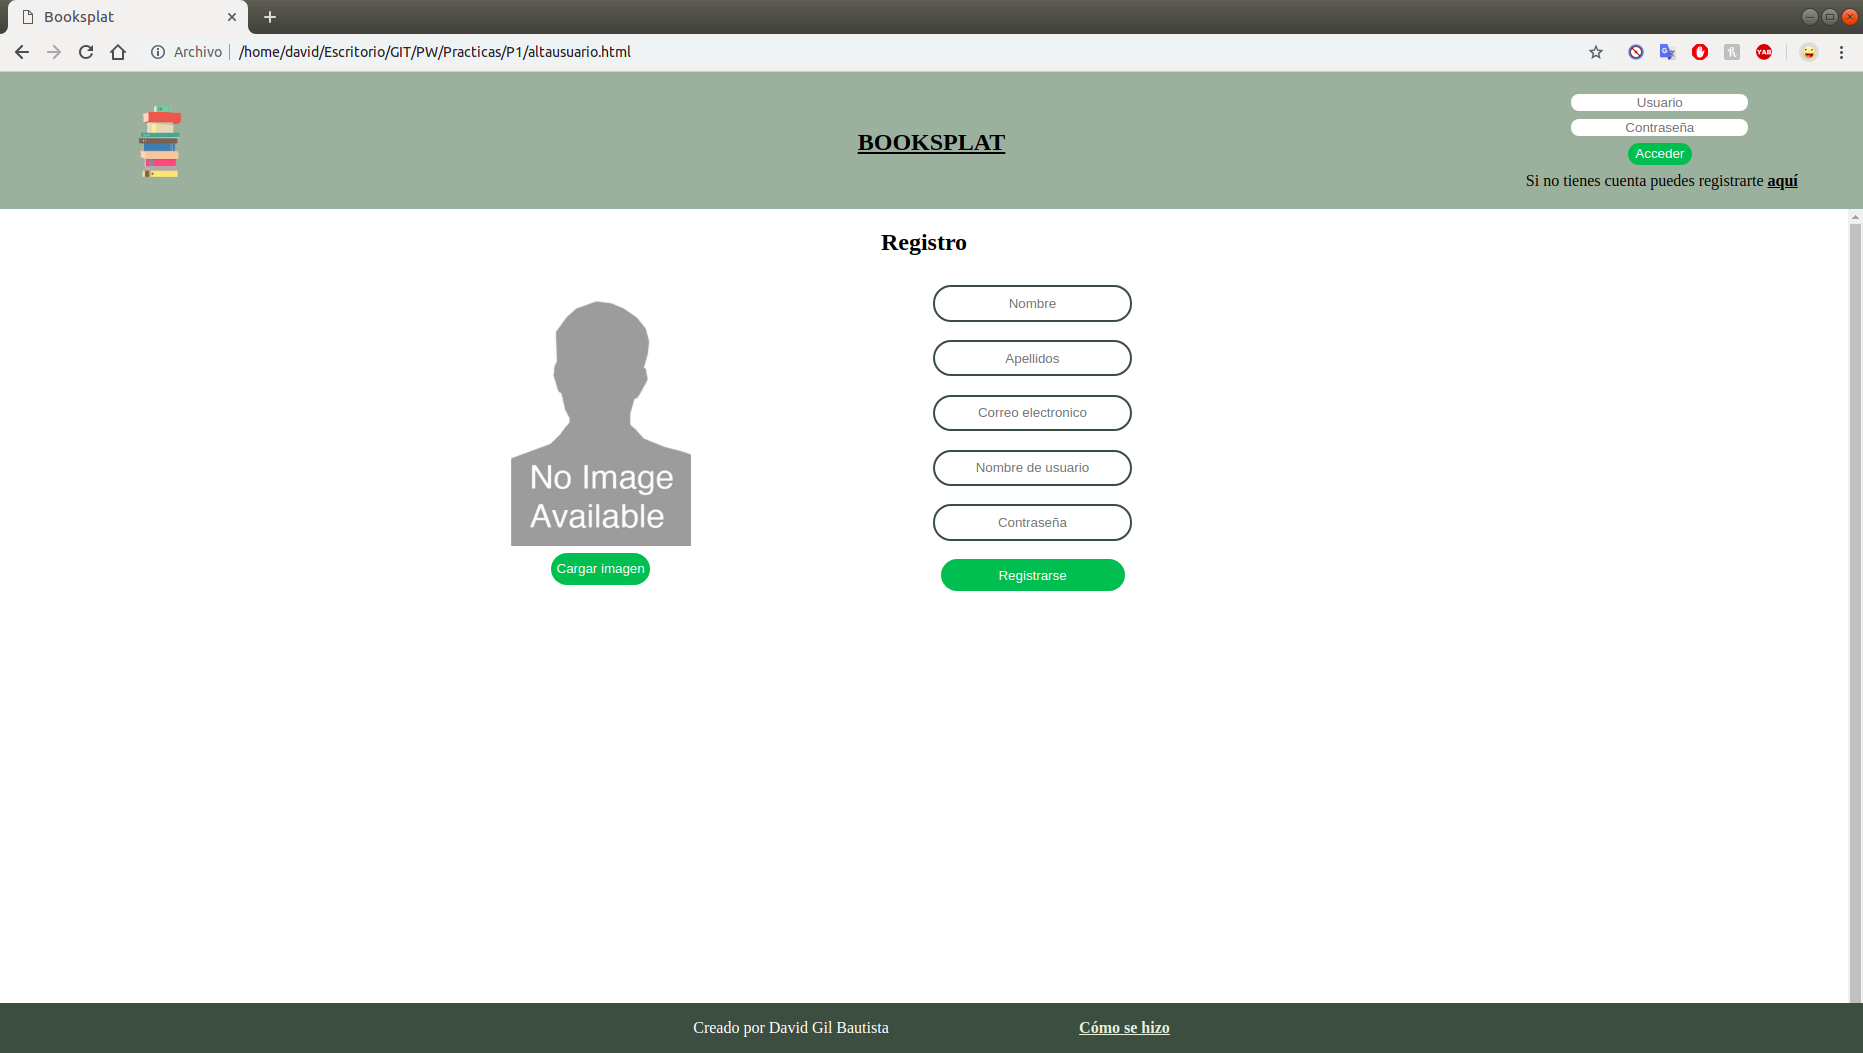 Booksplat
Archivo /home/david/Escritorio/GIT/PW/Practicas/P1/altausuario.html
YAB
BOOKSPLAT
Usuario
Contraseña
Acceder
Si no tienes cuenta puedes registrarte aquí
Registro
No Image
Available
Cargar imagen
Nombre
Apellidos
Correo electronico
Nombre de usuario
Contraseña
Registrarse
Creado por David Gil Bautista
Cómo se hizo